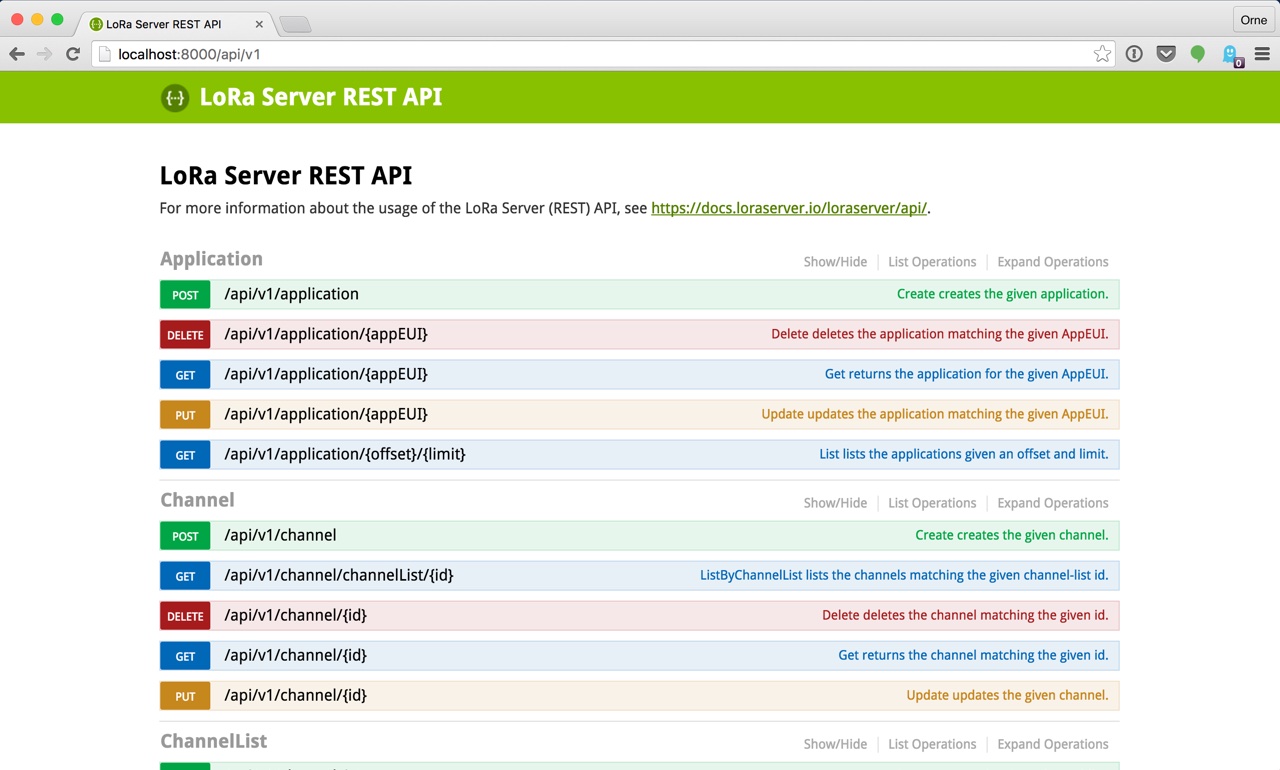 LoRa Server REST API
Orne
localhost:8000/api/v1
0
{···} LoRa Server REST API
LoRa Server REST API
For more information about the usage of the LoRa Server (REST) API, see https://docs.loraserver.io/loraserver/api/.
Application Show/Hide List Operations Expand Operations
POST /api/v1/application Create creates the given application.
DELETE /api/v1/application/{appEUI} Delete deletes the application matching the given AppEUI.
GET /api/v1/application/{appEUI} Get returns the application for the given AppEUI.
PUT /api/v1/application/{appEUI} Update updates the application matching the given AppEUI.
GET /api/v1/application/{offset}/{limit} List lists the applications given an offset and limit.
Channel Show/Hide List Operations Expand Operations
POST /api/v1/channel Create creates the given channel.
GET /api/v1/channel/channelList/{id} ListByChannelList lists the channels matching the given channel-list id.
DELETE /api/v1/channel/{id} Delete deletes the channel matching the given id.
GET /api/v1/channel/{id} Get returns the channel matching the given id.
PUT /api/v1/channel/{id} Update updates the given channel.
ChannelList Show/Hide List Operations Expand Operations